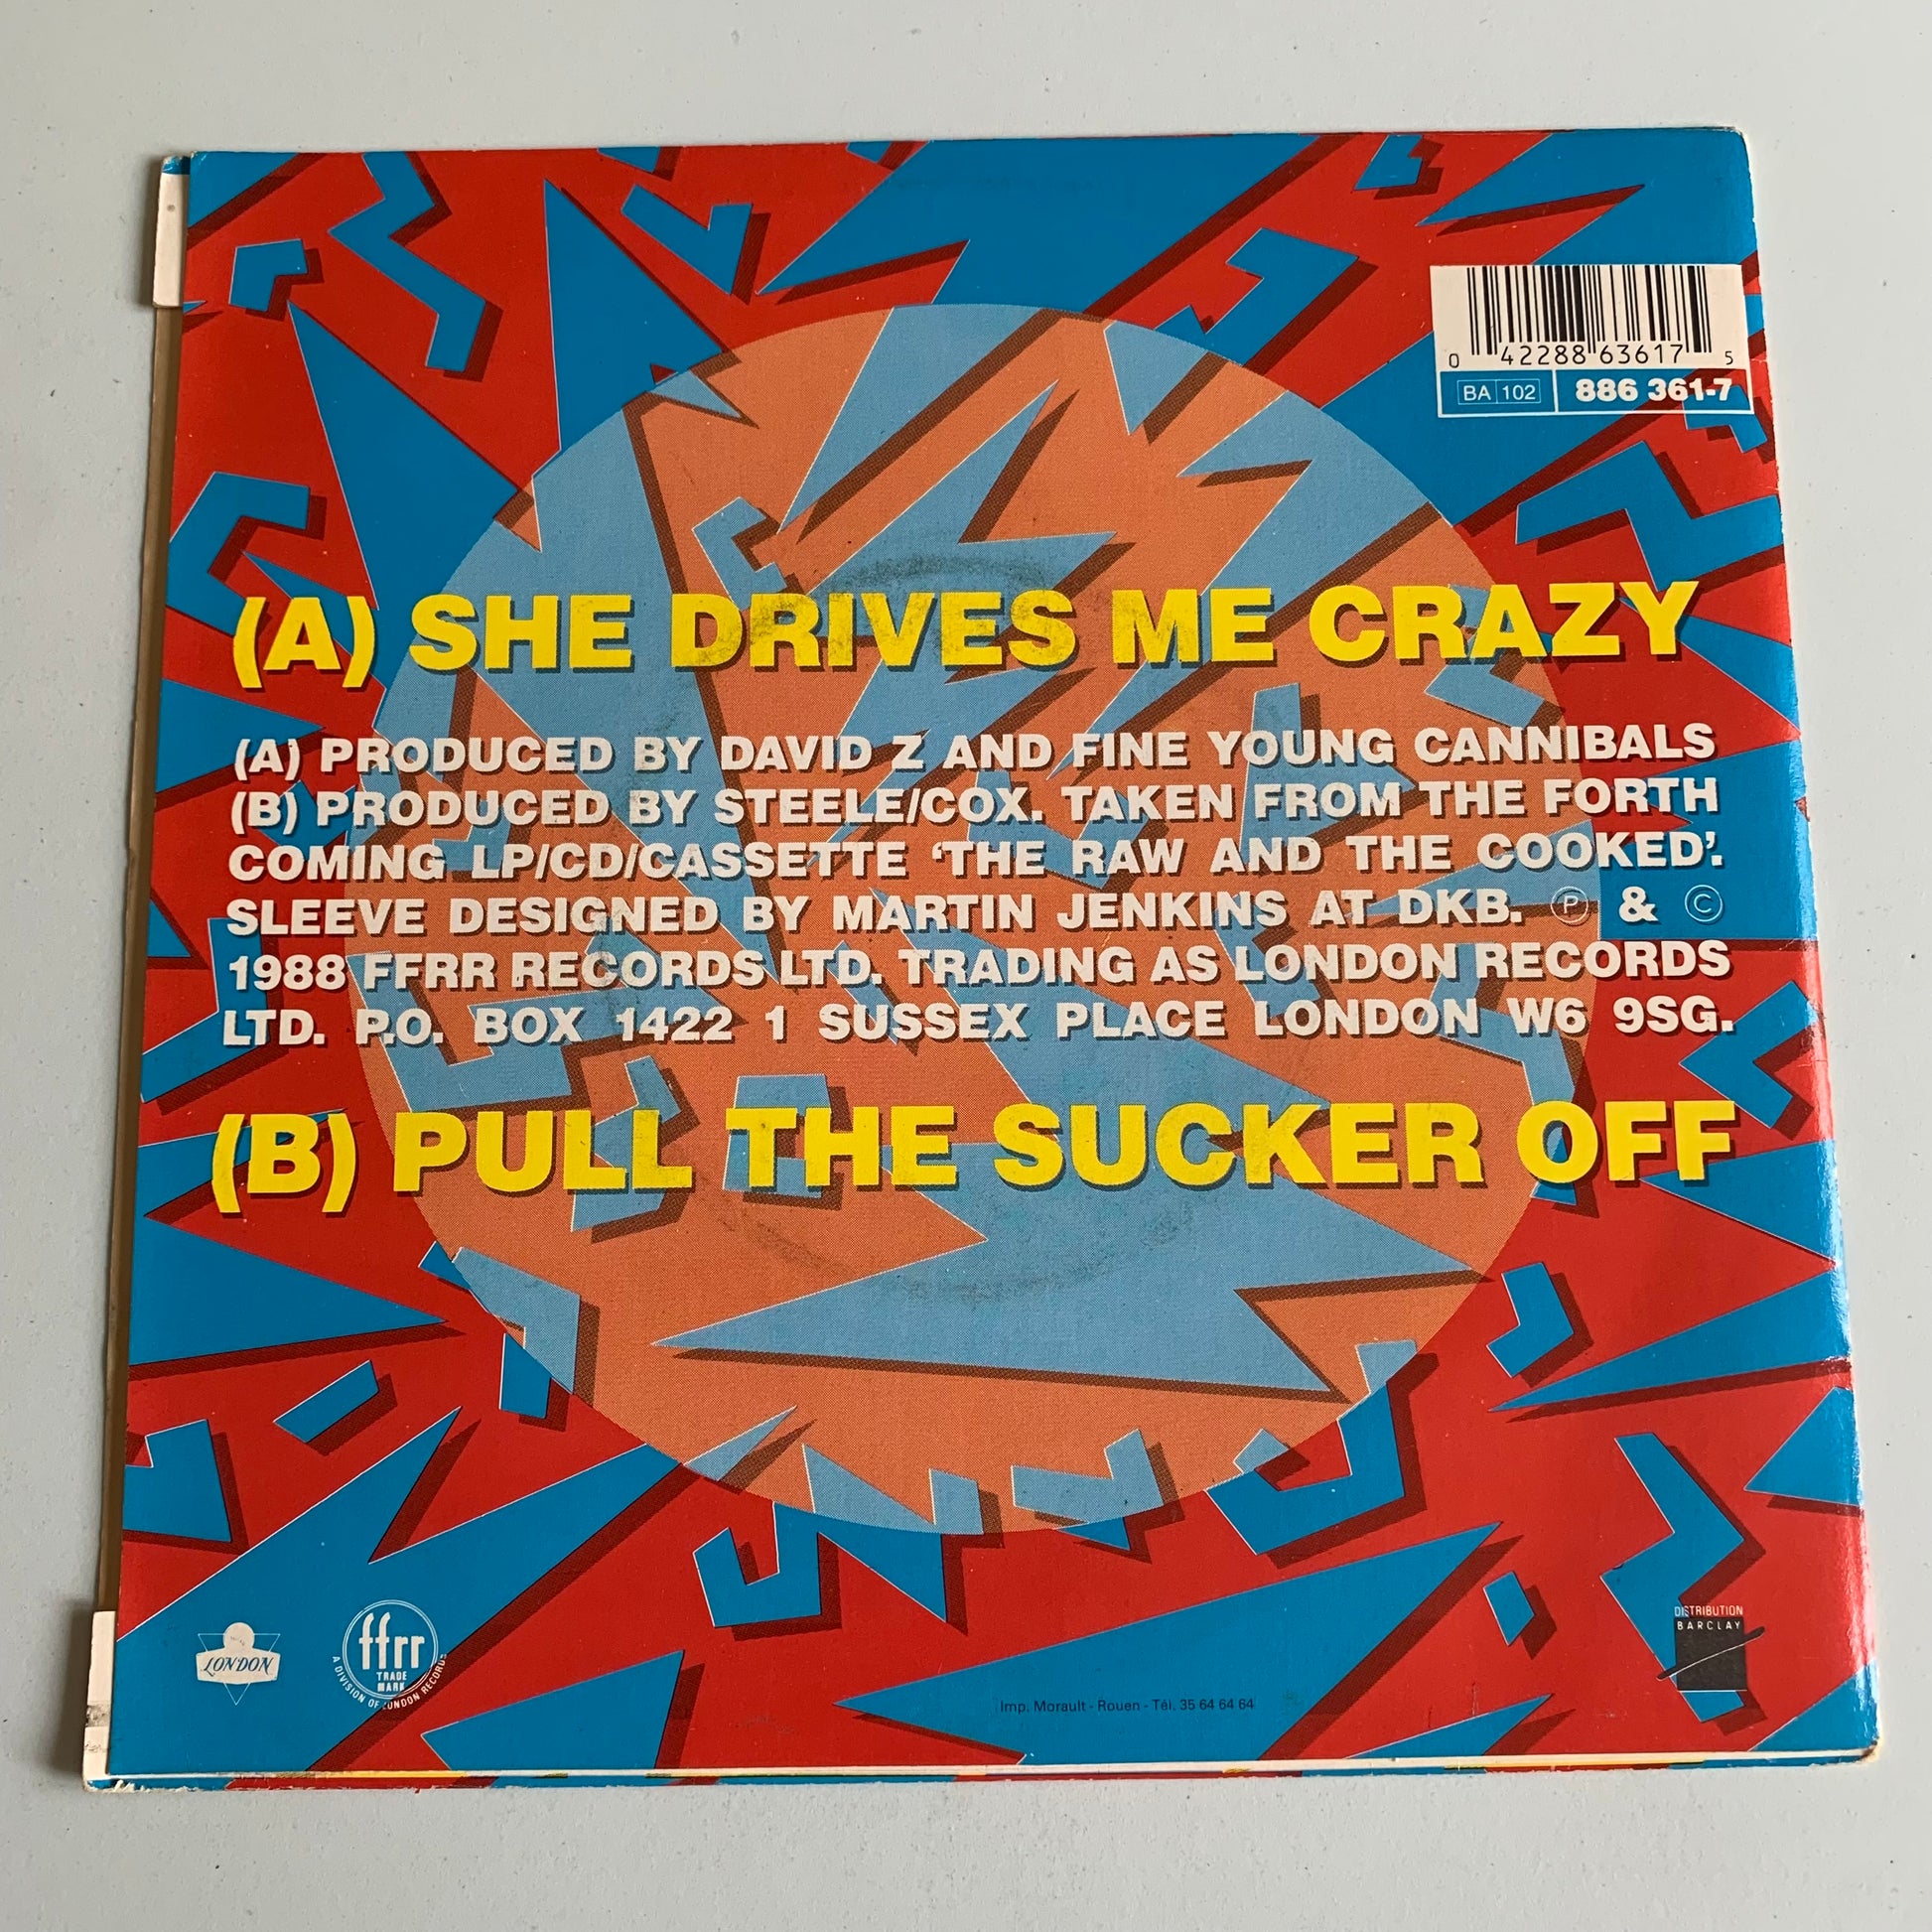 0 42288 63617 5
BA 102 886 361-7
(A) SHE DRIVES ME CRAZY
(A) PRODUCED BY DAVID Z AND FINE YOUNG CANNIBALS
(B) PRODUCED BY STEELE/COX. TAKEN FROM THE FORTH
COMING LP/CD/CASSETTE ‘THE RAW AND THE COOKED’.
SLEEVE DESIGNED BY MARTIN JENKINS AT DKB. Ⓟ & ©
1988 FFRR RECORDS LTD. TRADING AS LONDON RECORDS
LTD. P.O. BOX 1422 1 SUSSEX PLACE LONDON W6 9SG.
(B) PULL THE SUCKER OFF
LONDON
ffrr
TRADE
MARK
A DIVISION OF LONDON RECORDS
Imp. Morault - Rouen - Tél. 35 64 64 64
DISTRIBUTION
BARCLAY